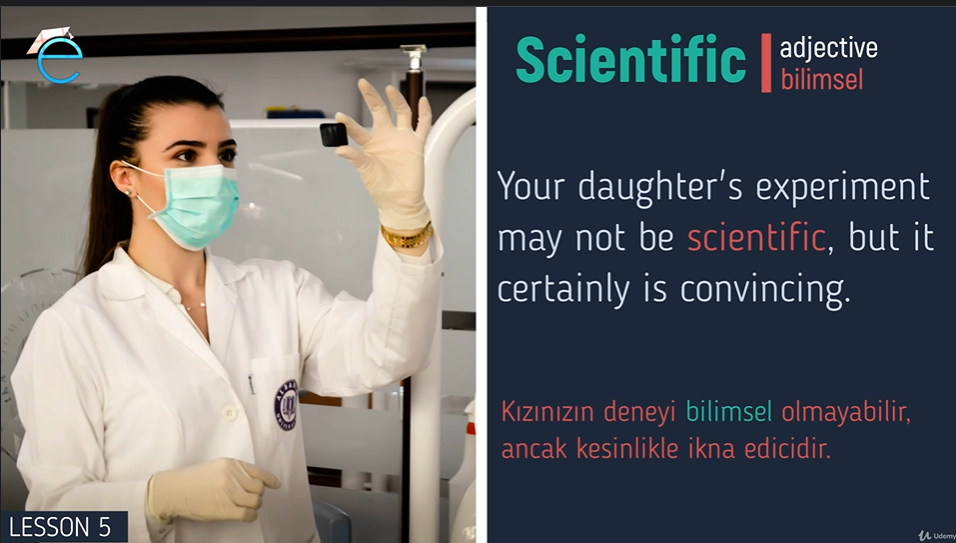 e
Scientific
adjective
bilimsel
Your daughter's experiment
may not be scientific, but it
certainly is convincing.
Kızınızın deneyi bilimsel olmayabilir,
ancak kesinlikle ikna edicidir.
LESSON 5
Udemy